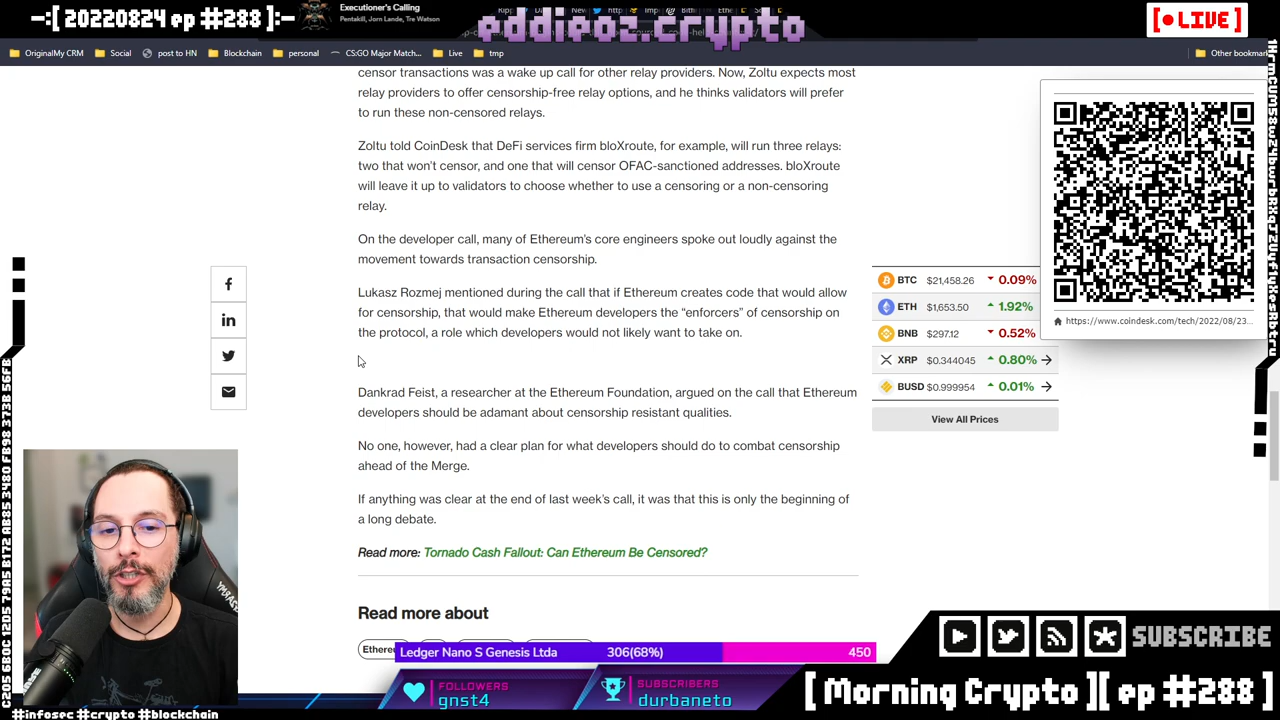 -:[ 20220824 ep #288 ]:-
Executioner's Calling
Pentakill, Jorn Lande, Tre Watson
eddieoz.crypto
[● LIVE]
OriginalMy CRM
Social
post to HN
Blockchain
personal
CS:GO Major Match...
Live
tmp
Other bookmar
censor transactions was a wake up call for other relay providers. Now, Zoltu expects most
relay providers to offer censorship-free relay options, and he thinks validators will prefer
to run these non-censored relays.
Zoltu told CoinDesk that DeFi services firm bloXroute, for example, will run three relays:
two that won't censor, and one that will censor OFAC-sanctioned addresses. bloXroute
will leave it up to validators to choose whether to use a censoring or a non-censoring
relay.
On the developer call, many of Ethereum's core engineers spoke out loudly against the
movement towards transaction censorship.
Lukasz Rozmej mentioned during the call that if Ethereum creates code that would allow
for censorship, that would make Ethereum developers the “enforcers” of censorship on
the protocol, a role which developers would not likely want to take on.
Dankrad Feist, a researcher at the Ethereum Foundation, argued on the call that Ethereum
developers should be adamant about censorship resistant qualities.
No one, however, had a clear plan for what developers should do to combat censorship
ahead of the Merge.
If anything was clear at the end of last week's call, it was that this is only the beginning of
a long debate.
Read more: Tornado Cash Fallout: Can Ethereum Be Censored?
Read more about
https://www.coindesk.com/tech/2022/08/23...
BTC $21,458.26 0.09%
ETH $1,653.50 1.92%
BNB $297.12 0.52%
XRP $0.344045 0.80%
BUSD $0.999954 0.01%
View All Prices
Ledger Nano S Genesis Ltda 306(68%) 450
FOLLOWERS
gnst4
SUBSCRIBERS
durbaneto
SUBSCRIBE
[ Morning Crypto ][ ep #288 ]
#infosec #crypto #blockchain